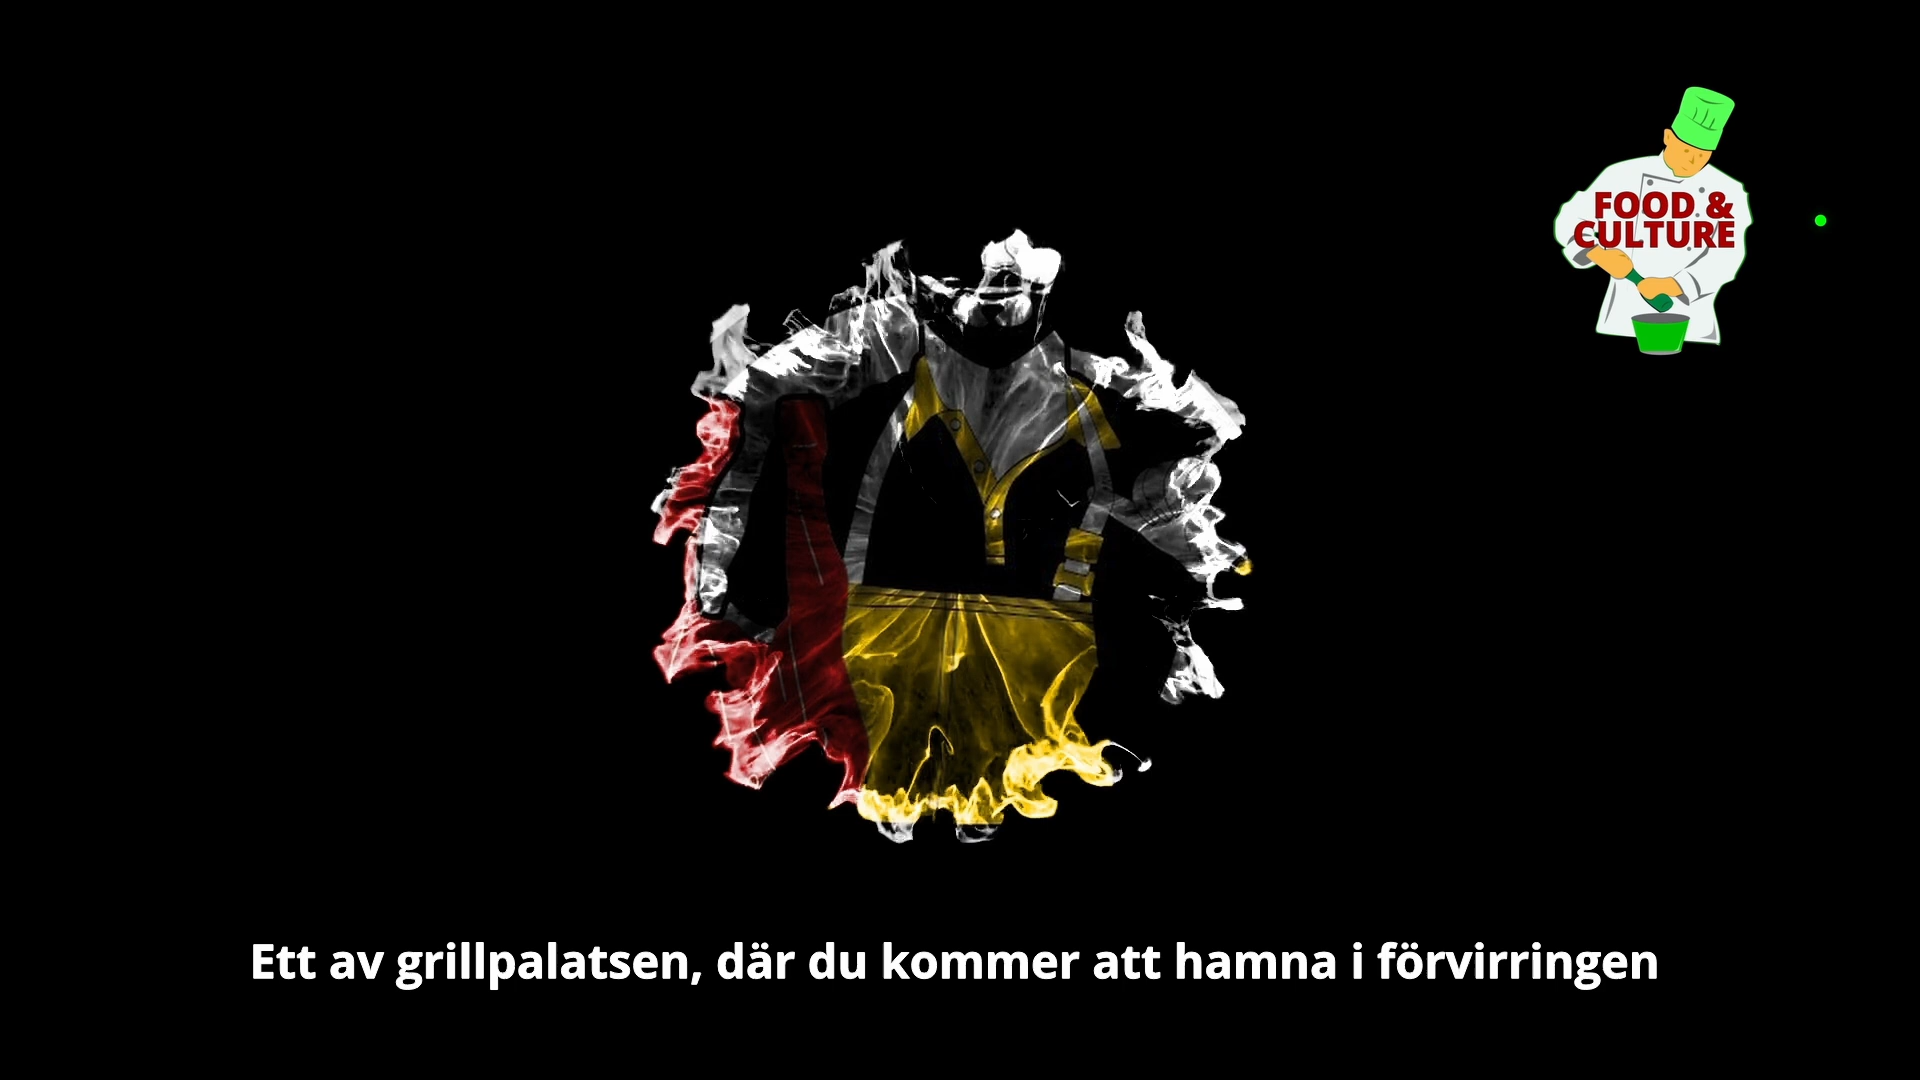 FOOD &
CULTURE
Ett av grillpalatsen, där du kommer att hamna i förvirringen